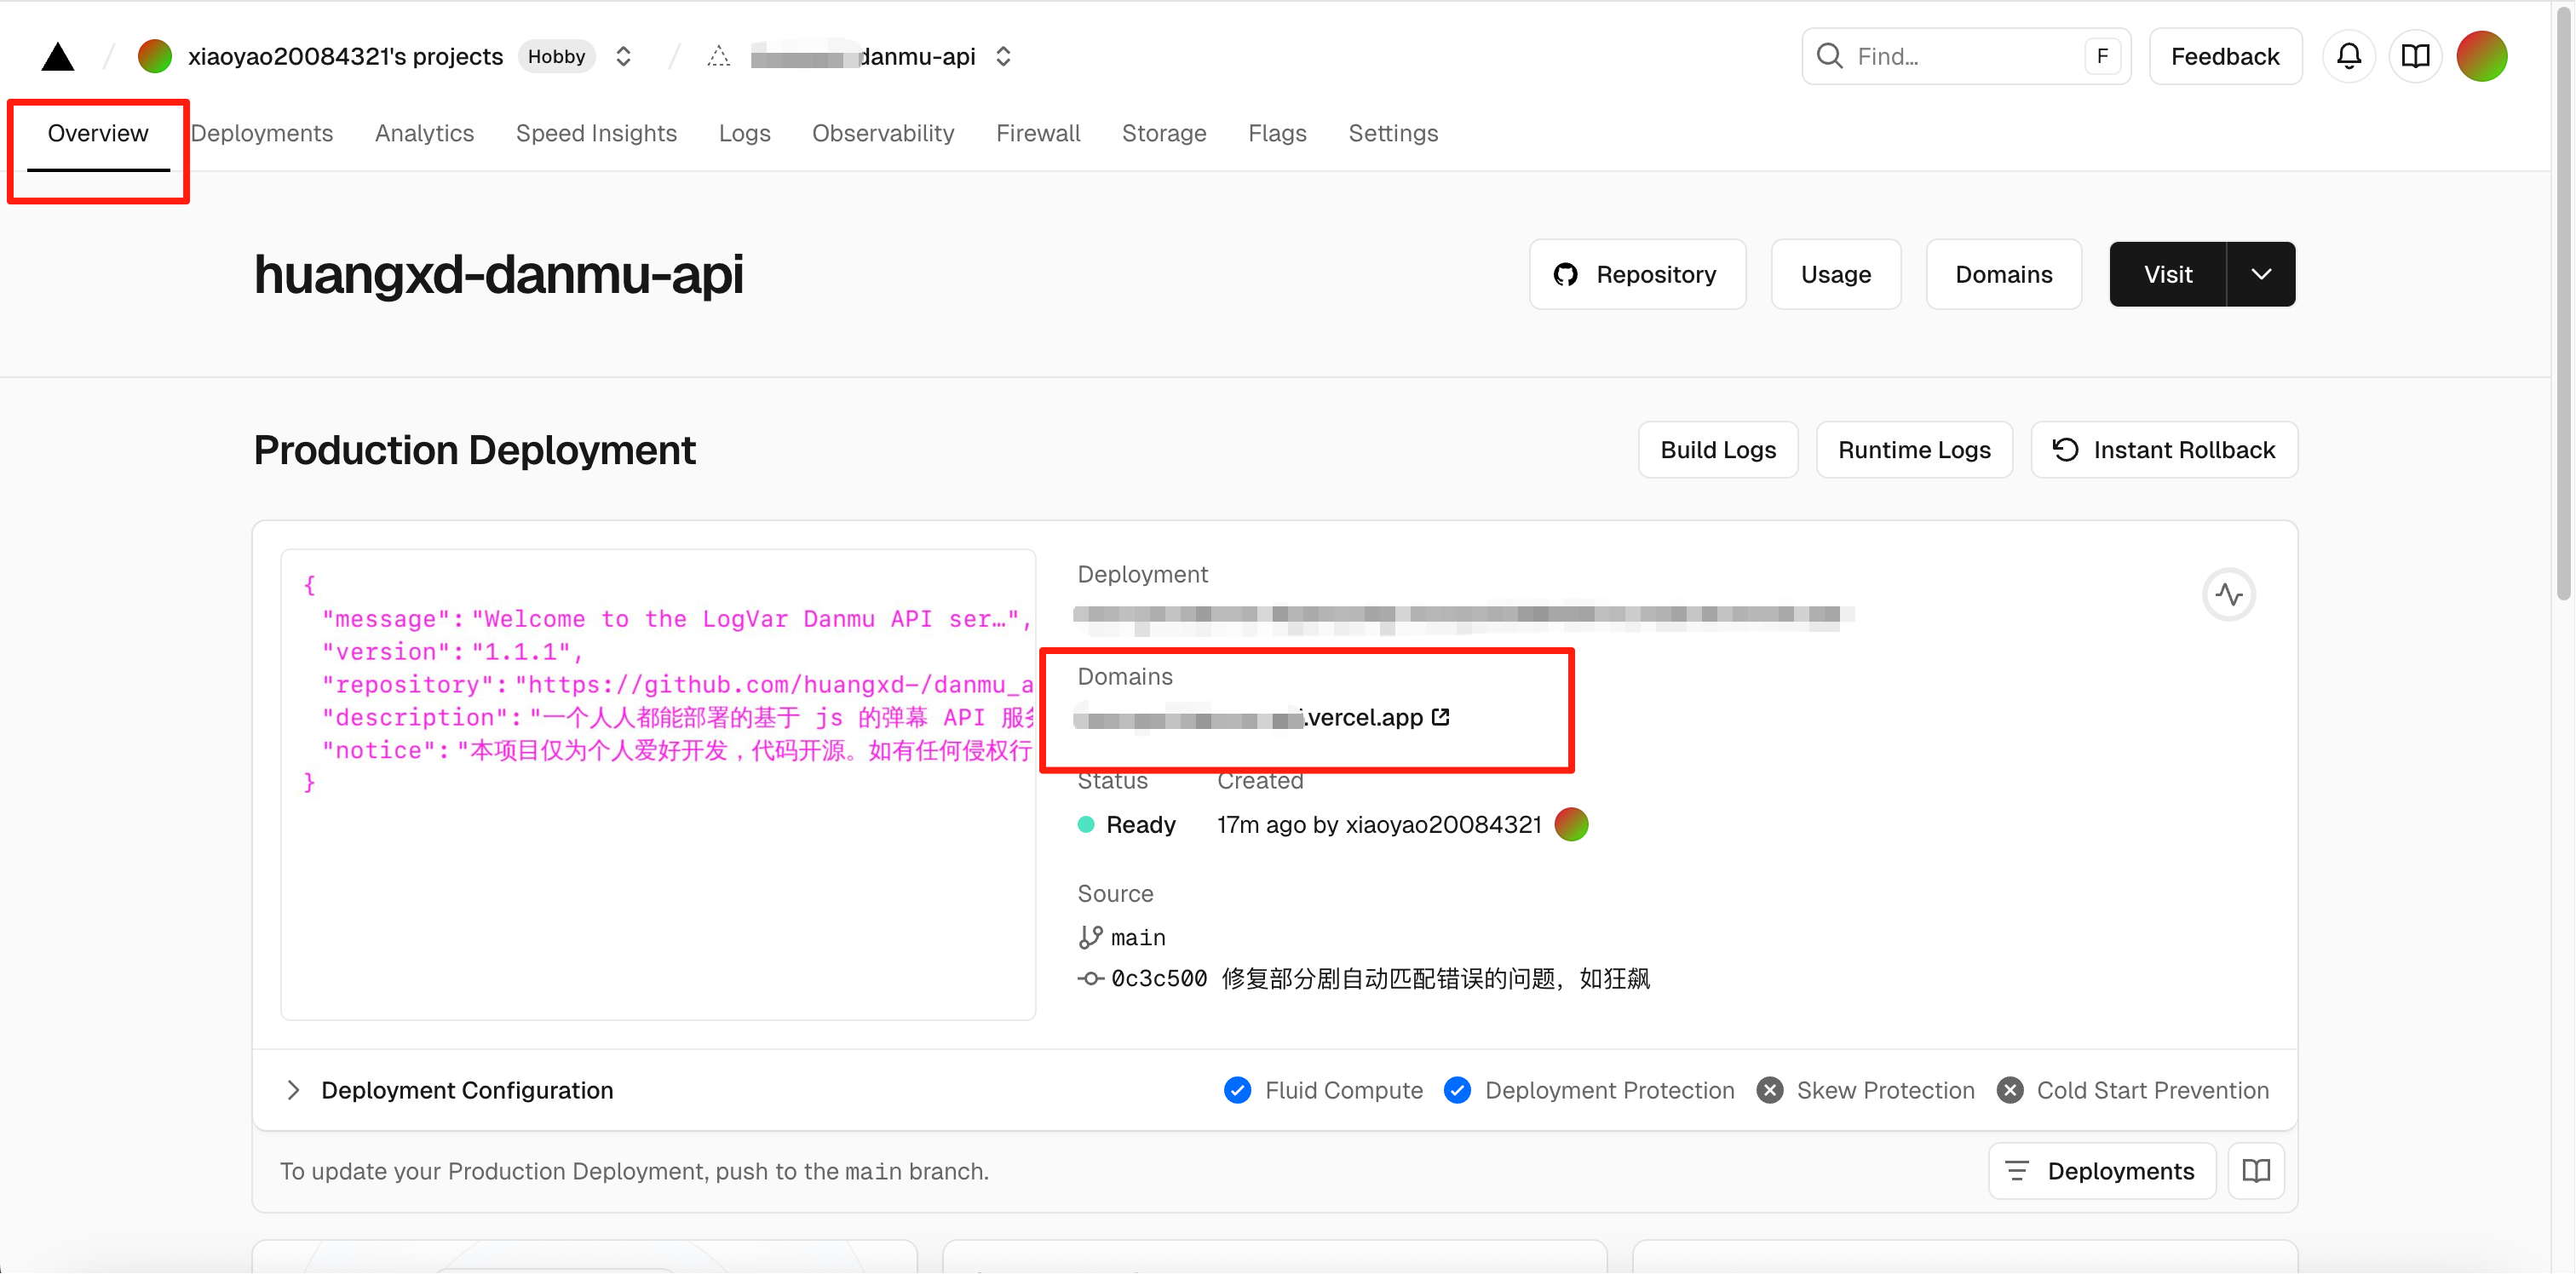 xiaoyao20084321's projects Hobby danmu-api Find... F Feedback
Overview Deployments Analytics Speed Insights Logs Observability Firewall Storage Flags Settings
huangxd-danmu-api Repository Usage Domains Visit
Production Deployment Build Logs Runtime Logs Instant Rollback
{
"message": "Welcome to the LogVar Danmu API ser…",
"version": "1.1.1",
"repository": "https://github.com/huangxd-/danmu_a
"description": "一个人人都能部署的基于 js 的弹幕 API 服
"notice": "本项目仅为个人爱好开发，代码开源。如有任何侵权行
}
Deployment
Domains
.vercel.app
Status Created
Ready 17m ago by xiaoyao20084321
Source
main
0c3c500 修复部分剧自动匹配错误的问题，如狂飙
Deployment Configuration Fluid Compute Deployment Protection Skew Protection Cold Start Prevention
To update your Production Deployment, push to the main branch. Deployments